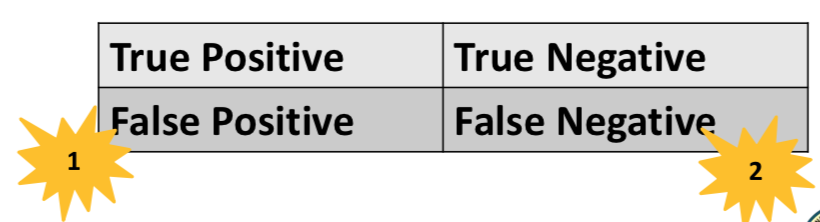 True Positive True Negative
False Positive False Negative
1
2